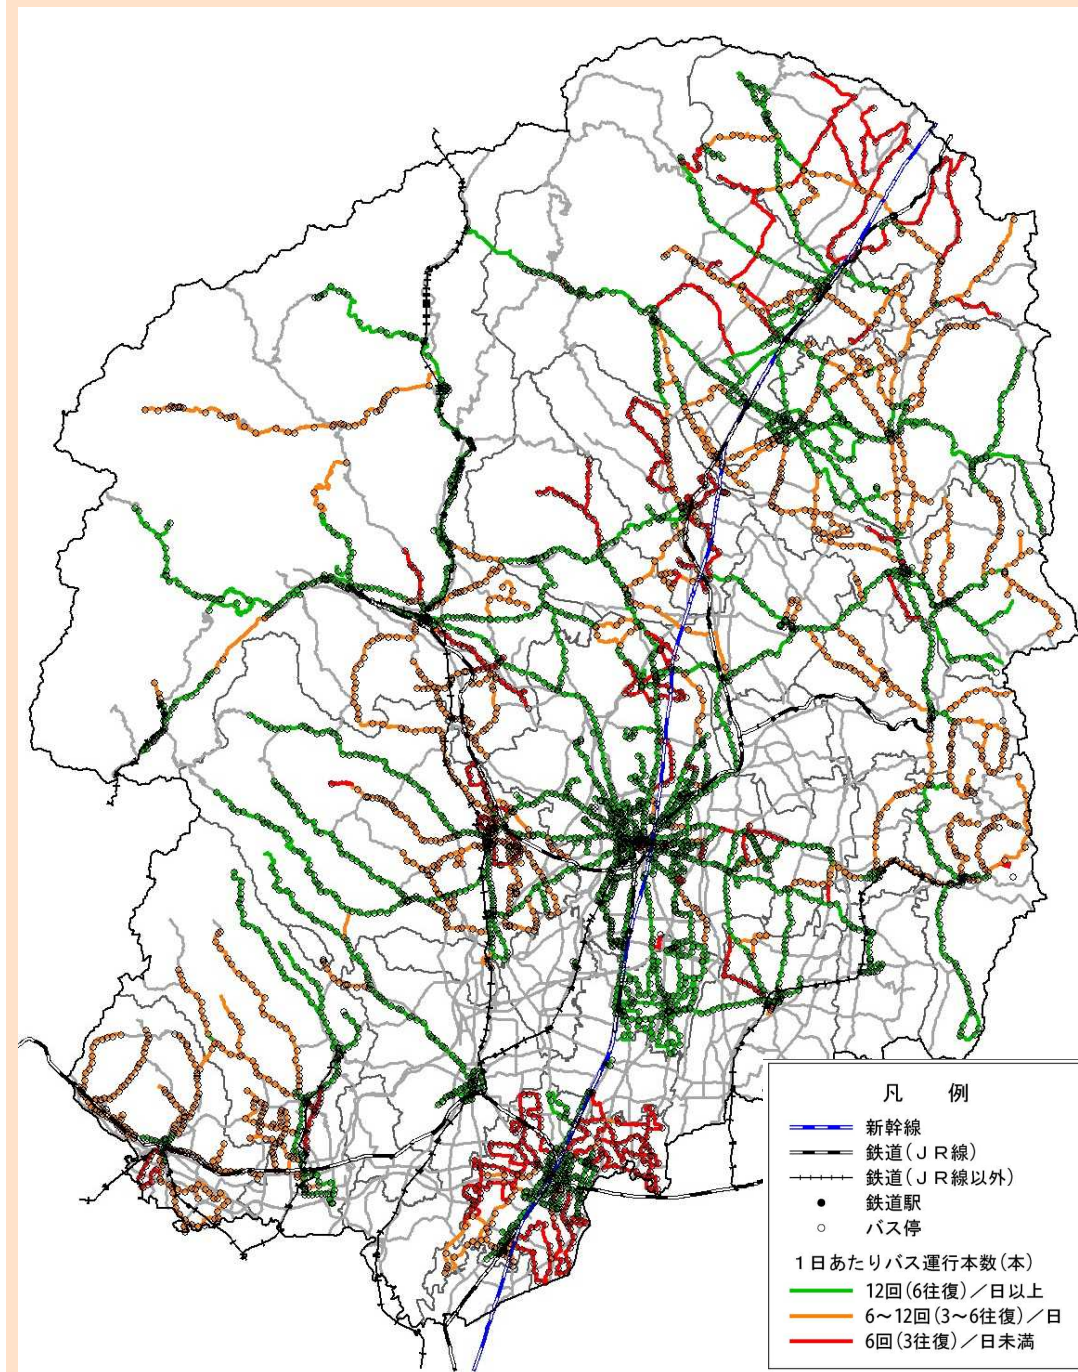 凡 例
新幹線
鉄道(JR線)
鉄道(JR線以外)
鉄道駅
バス停
1日あたりバス運行本数(本)
12回(6往復)/日以上
6～12回(3～6往復)/日
6回(3往復)/日未満